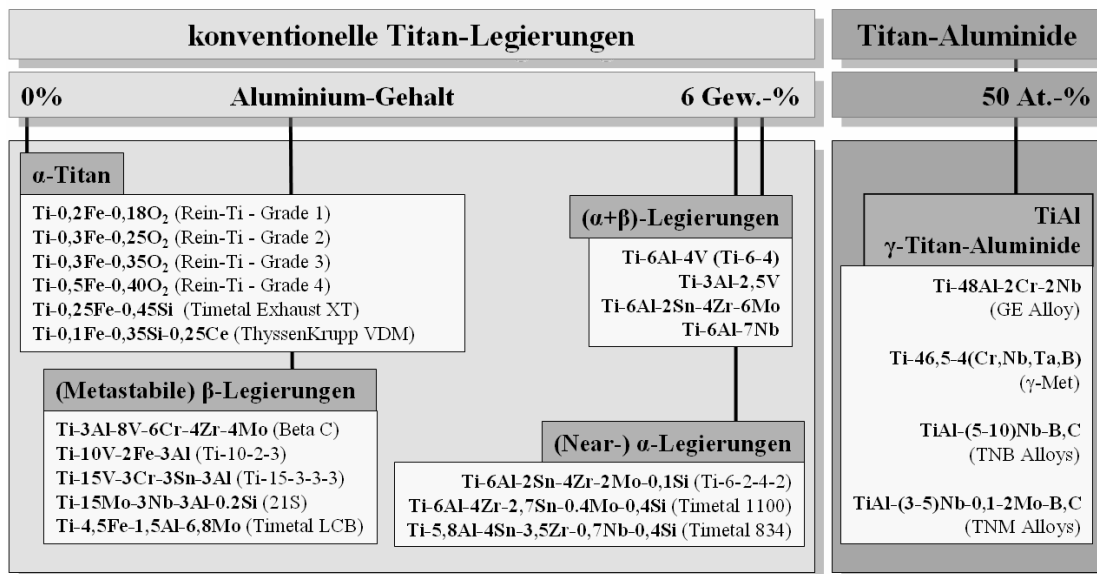 konventionelle Titan-Legierungen
Titan-Aluminide
0% Aluminium-Gehalt 6 Gew.-%
50 At.-%
α-Titan
Ti-0,2Fe-0,18O₂ (Rein-Ti - Grade 1)
Ti-0,3Fe-0,25O₂ (Rein-Ti - Grade 2)
Ti-0,3Fe-0,35O₂ (Rein-Ti - Grade 3)
Ti-0,5Fe-0,40O₂ (Rein-Ti - Grade 4)
Ti-0,25Fe-0,45Si (Timetal Exhaust XT)
Ti-0,1Fe-0,35Si-0,25Ce (ThyssenKrupp VDM)
(Metastabile) β-Legierungen
Ti-3Al-8V-6Cr-4Zr-4Mo (Beta C)
Ti-10V-2Fe-3Al (Ti-10-2-3)
Ti-15V-3Cr-3Sn-3Al (Ti-15-3-3-3)
Ti-15Mo-3Nb-3Al-0.2Si (21S)
Ti-4,5Fe-1,5Al-6,8Mo (Timetal LCB)
(α+β)-Legierungen
Ti-6Al-4V (Ti-6-4)
Ti-3Al-2,5V
Ti-6Al-2Sn-4Zr-6Mo
Ti-6Al-7Nb
(Near-) α-Legierungen
Ti-6Al-2Sn-4Zr-2Mo-0,1Si (Ti-6-2-4-2)
Ti-6Al-4Zr-2,7Sn-0.4Mo-0,4Si (Timetal 1100)
Ti-5,8Al-4Sn-3,5Zr-0,7Nb-0,4Si (Timetal 834)
TiAl
γ-Titan-Aluminide
Ti-48Al-2Cr-2Nb
(GE Alloy)
Ti-46,5-4(Cr,Nb,Ta,B)
(γ-Met)
TiAl-(5-10)Nb-B,C
(TNB Alloys)
TiAl-(3-5)Nb-0,1-2Mo-B,C
(TNM Alloys)